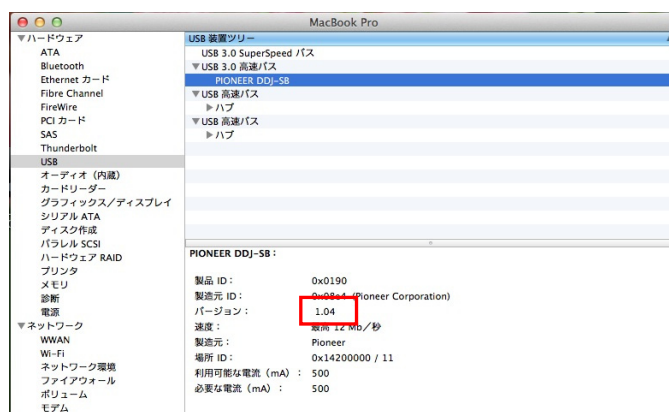 MacBook Pro
▼ハードウェア
ATA
Bluetooth
Ethernet カード
Fibre Channel
FireWire
PCI カード
SAS
Thunderbolt
USB
オーディオ（内蔵）
カードリーダー
グラフィックス／ディスプレイ
シリアル ATA
ディスク作成
パラレル SCSI
ハードウェア RAID
プリンタ
メモリ
診断
電源
▼ネットワーク
WWAN
Wi-Fi
ネットワーク環境
ファイアウォール
ボリューム
モデム
USB 装置ツリー
USB 3.0 SuperSpeed バス
▼USB 3.0 高速バス
PIONEER DDJ-SB
▼USB 高速バス
▶ハブ
▼USB 高速バス
▶ハブ
PIONEER DDJ-SB：
製品 ID： 0x0190
製造元 ID： 0x08e4 (Pioneer Corporation)
バージョン： 1.04
速度： 最高 12 Mb／秒
製造元： Pioneer
場所 ID： 0x14200000 / 11
利用可能な電流（mA）： 500
必要な電流（mA）： 500